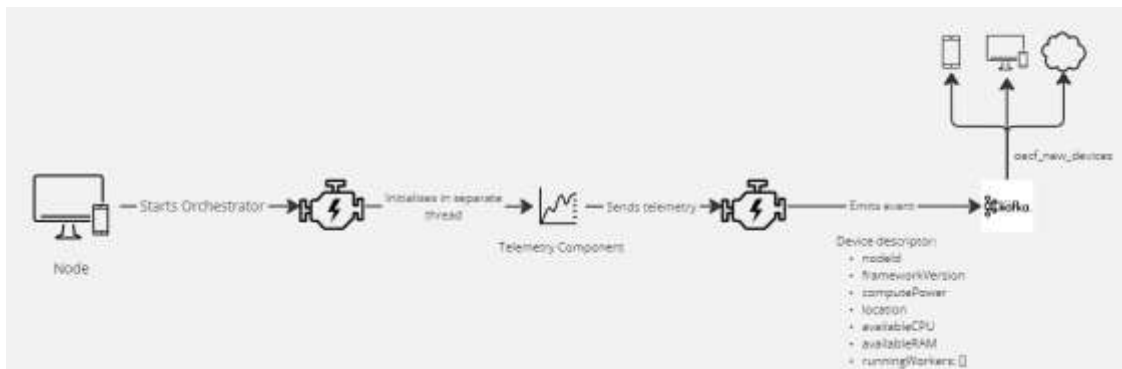 oecf_new_devices
Starts Orchestrator
Initialises in separate
thread
Sends telemetry
Emits event
kafka
Node
Telemetry Component
Device descriptor:
• nodeId
• frameworkVersion
• computePower
• location
• availableCPU
• availableRAM
• runningWorkers: []